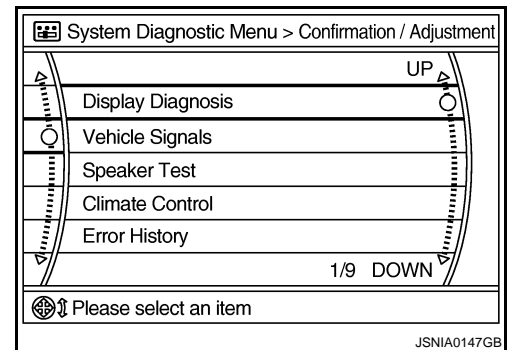 System Diagnostic Menu > Confirmation / Adjustment
UP
Display Diagnosis
Vehicle Signals
Speaker Test
Climate Control
Error History
1/9 DOWN
Please select an item
JSNIA0147GB